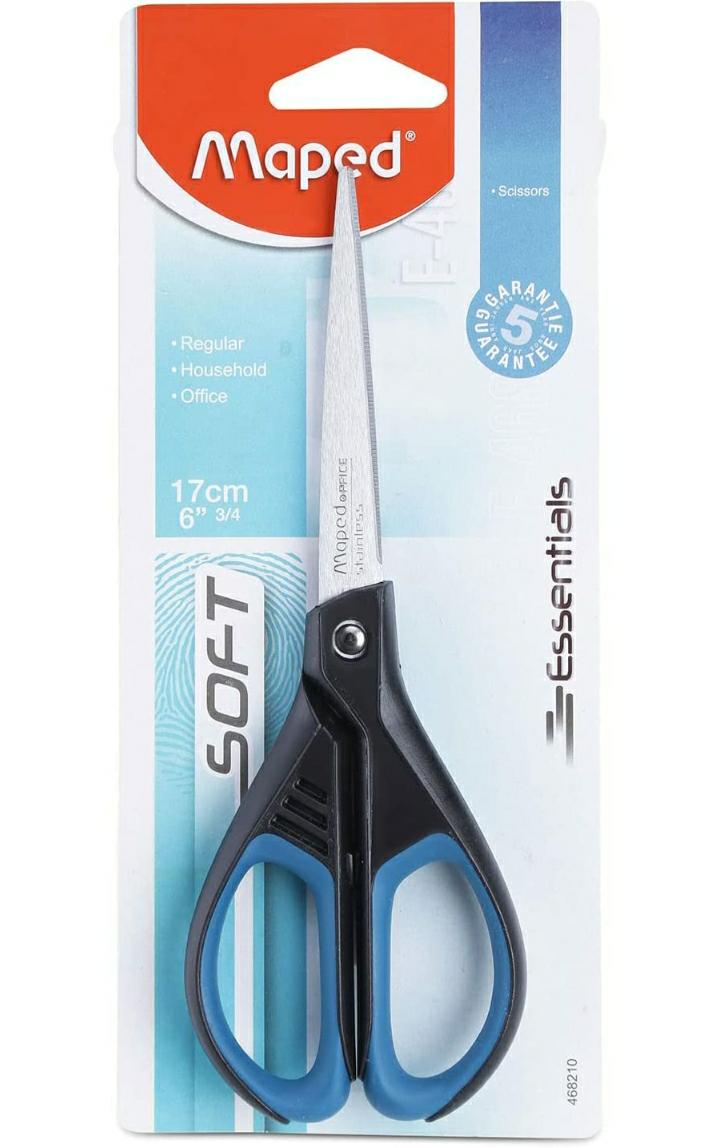 Maped®
• Scissors
GARANTIE
5
GUARANTEE
• Regular
• Household
• Office
17cm
6” 3/4
Maped OFFICE
stainless
SOFT
Essentials
468210